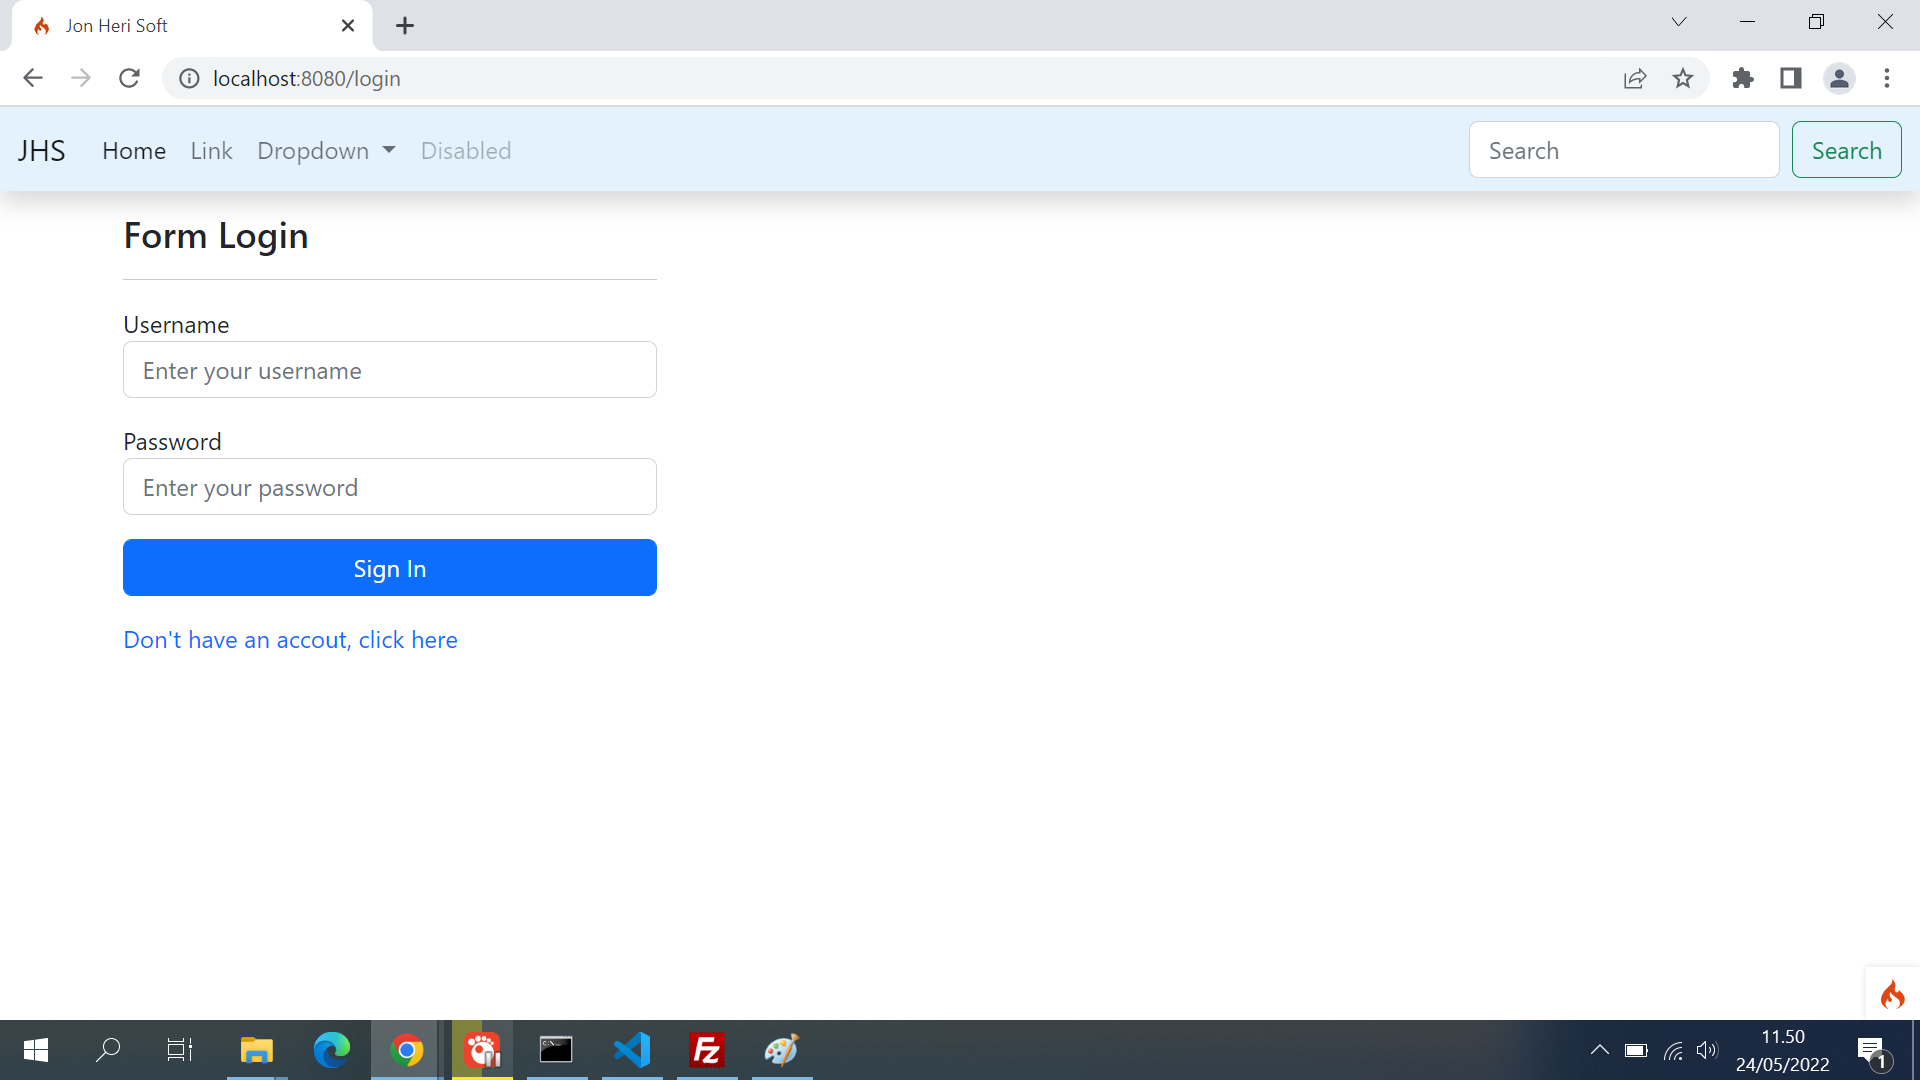 Jon Heri Soft
localhost:8080/login
JHS Home Link Dropdown Disabled Search Search
Form Login
Username
Enter your username
Password
Enter your password
Sign In
Don't have an accout, click here
11.50
24/05/2022
1